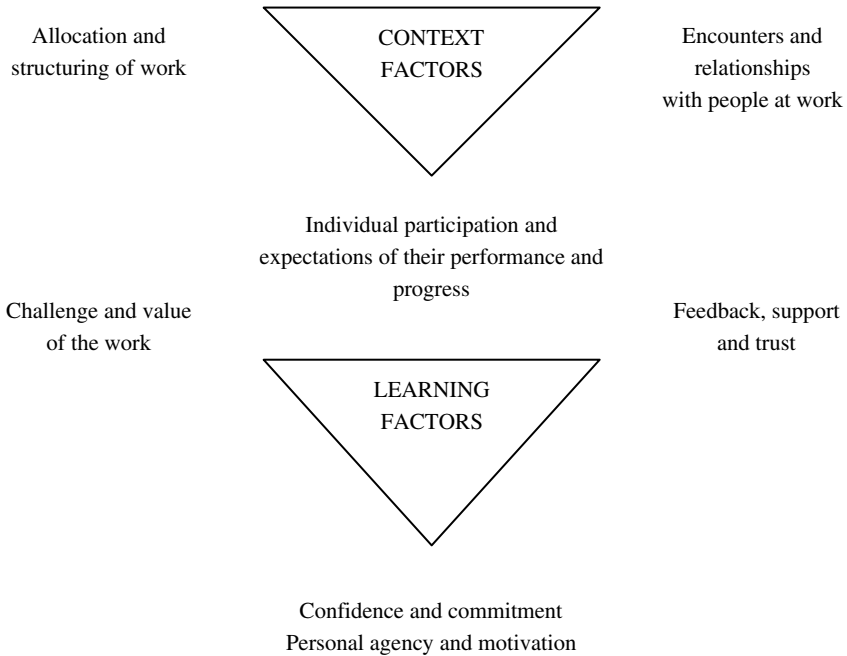 Allocation and
structuring of work
CONTEXT
FACTORS
Encounters and
relationships
with people at work
Individual participation and
expectations of their performance and
progress
Challenge and value
of the work
Feedback, support
and trust
LEARNING
FACTORS
Confidence and commitment
Personal agency and motivation